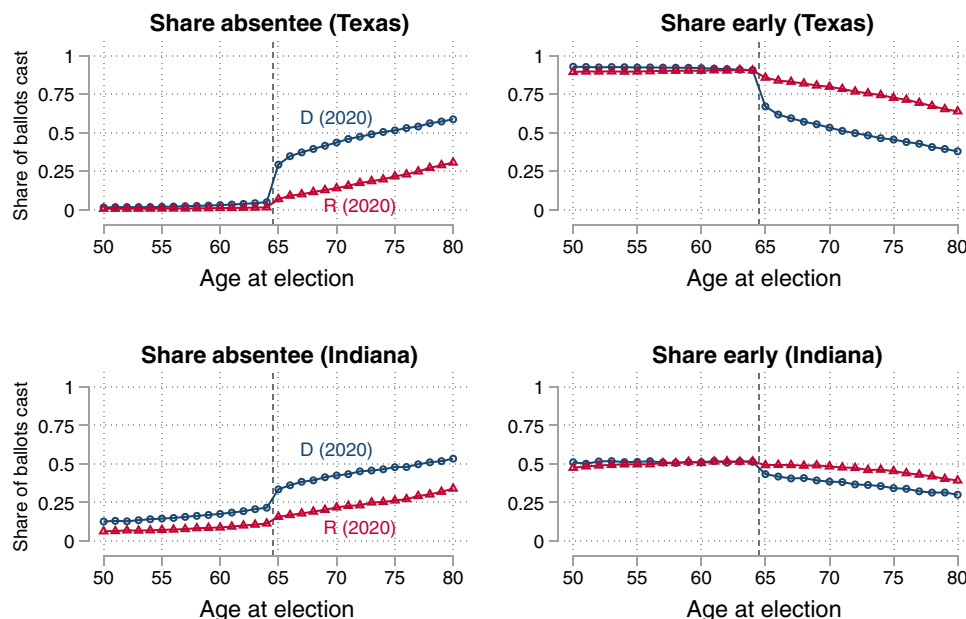 Share absentee (Texas)
Share of ballots cast
1
0.75
0.5
0.25
0
D (2020)
R (2020)
50 55 60 65 70 75 80
Age at election
Share early (Texas)
1
0.75
0.5
0.25
0
50 55 60 65 70 75 80
Age at election
Share absentee (Indiana)
Share of ballots cast
1
0.75
0.5
0.25
0
D (2020)
R (2020)
50 55 60 65 70 75 80
Age at election
Share early (Indiana)
1
0.75
0.5
0.25
0
50 55 60 65 70 75 80
Age at election